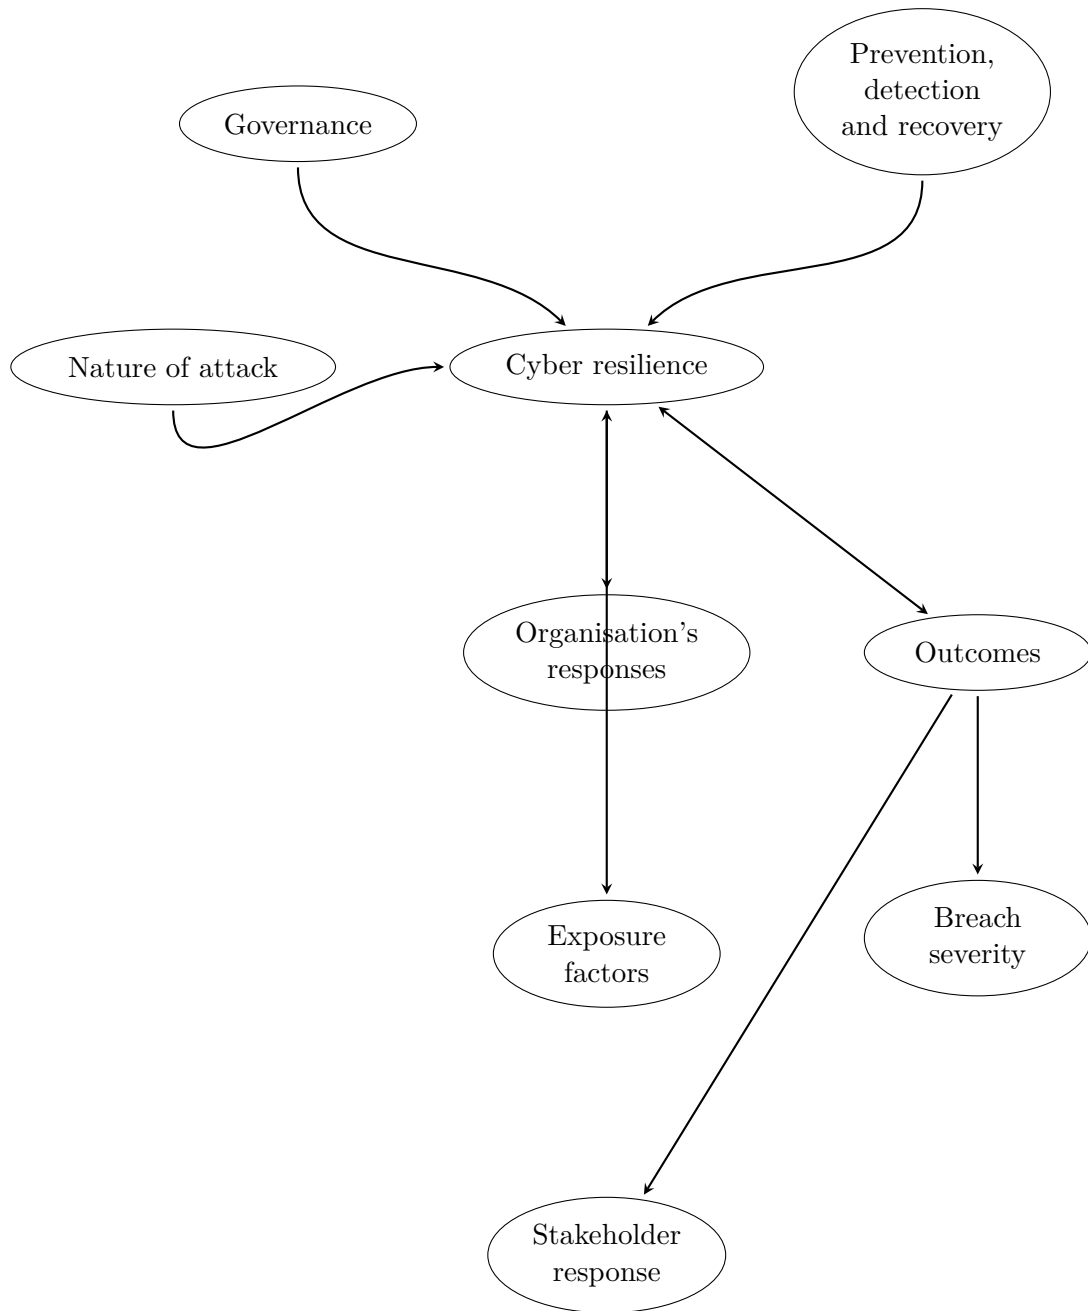 Prevention,
detection
and recovery
Governance
Nature of attack
Cyber resilience
Organisation's
responses
Outcomes
Exposure
factors
Breach
severity
Stakeholder
response